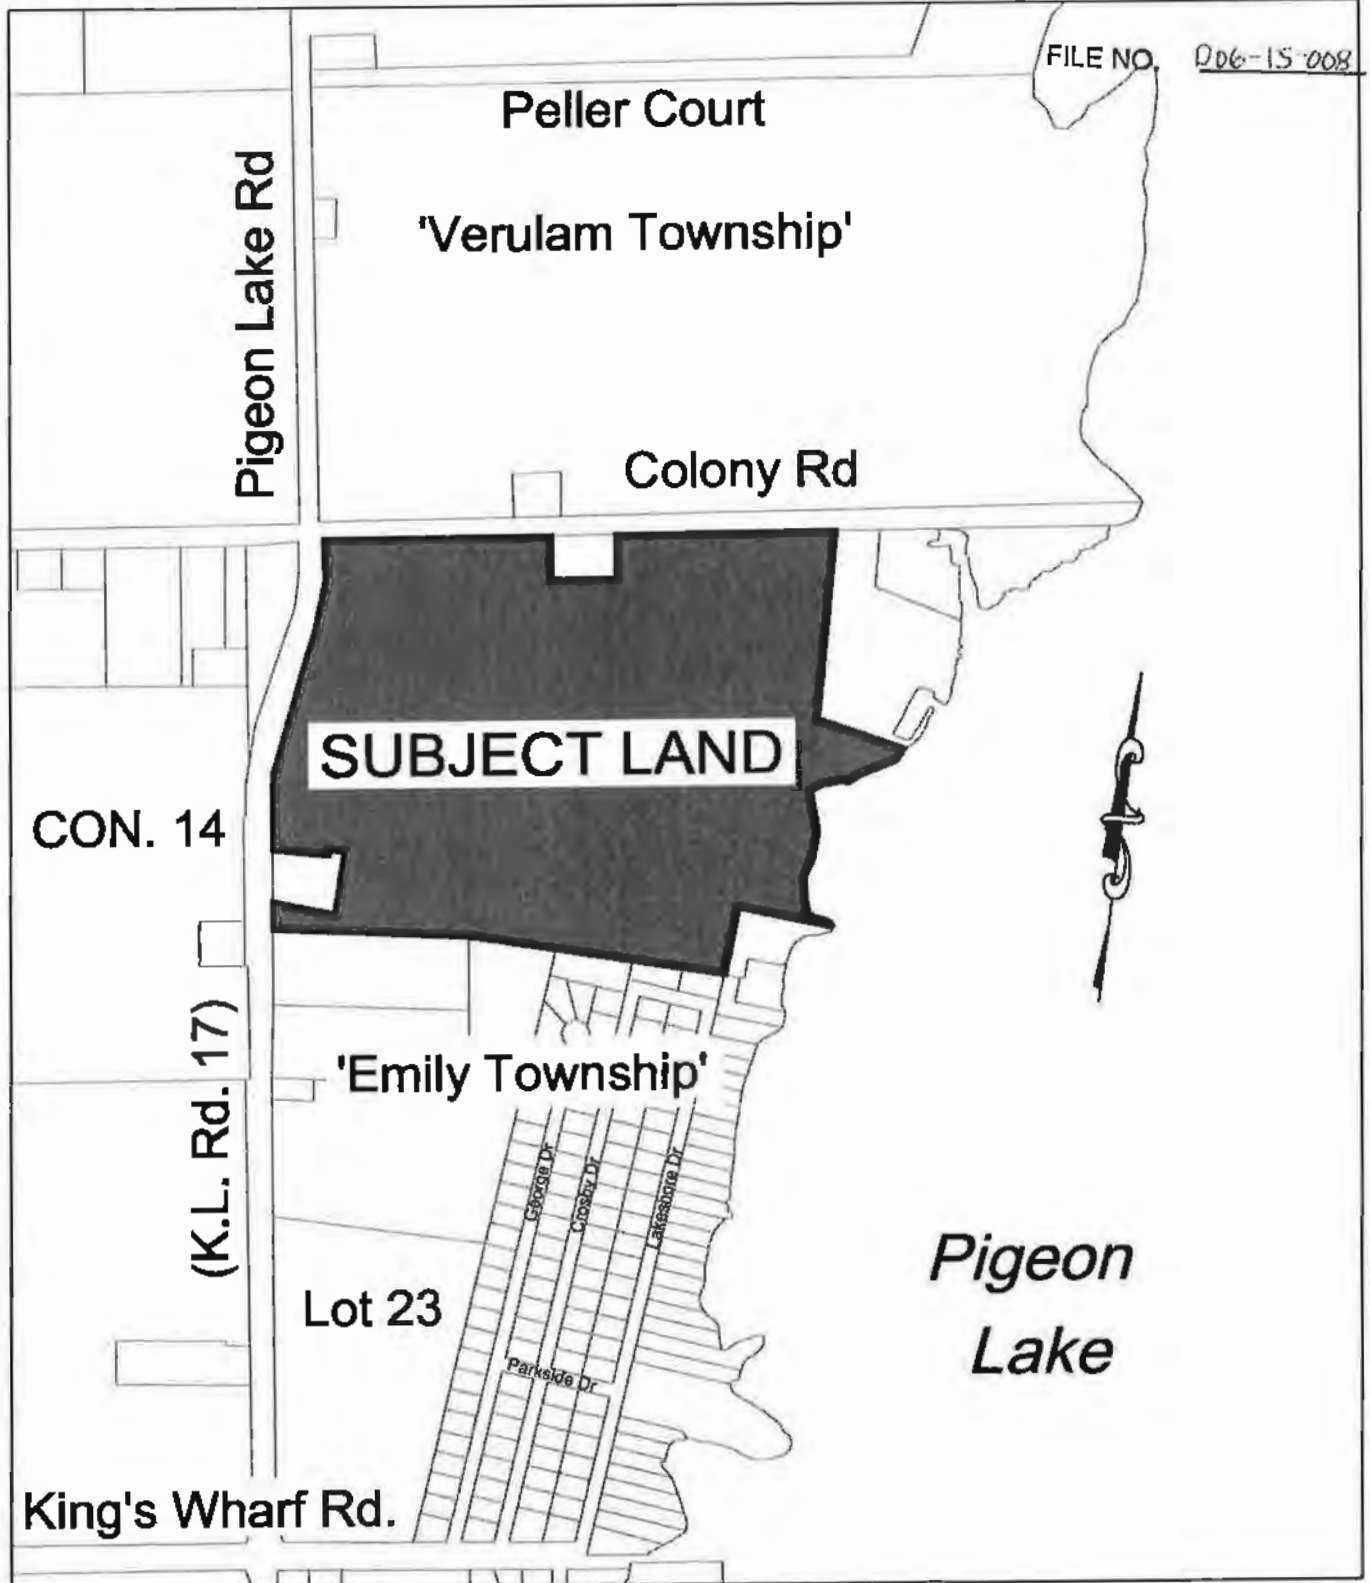 FILE NO. D06-15-008
Peller Court
'Verulam Township'
Pigeon Lake Rd
Colony Rd
SUBJECT LAND
CON. 14
'Emily Township'
(K.L. Rd. 17)
George Dr
Crosby Dr
Lakeshore Dr
Lot 23
Pigeon
Lake
Parkside Dr
King's Wharf Rd.